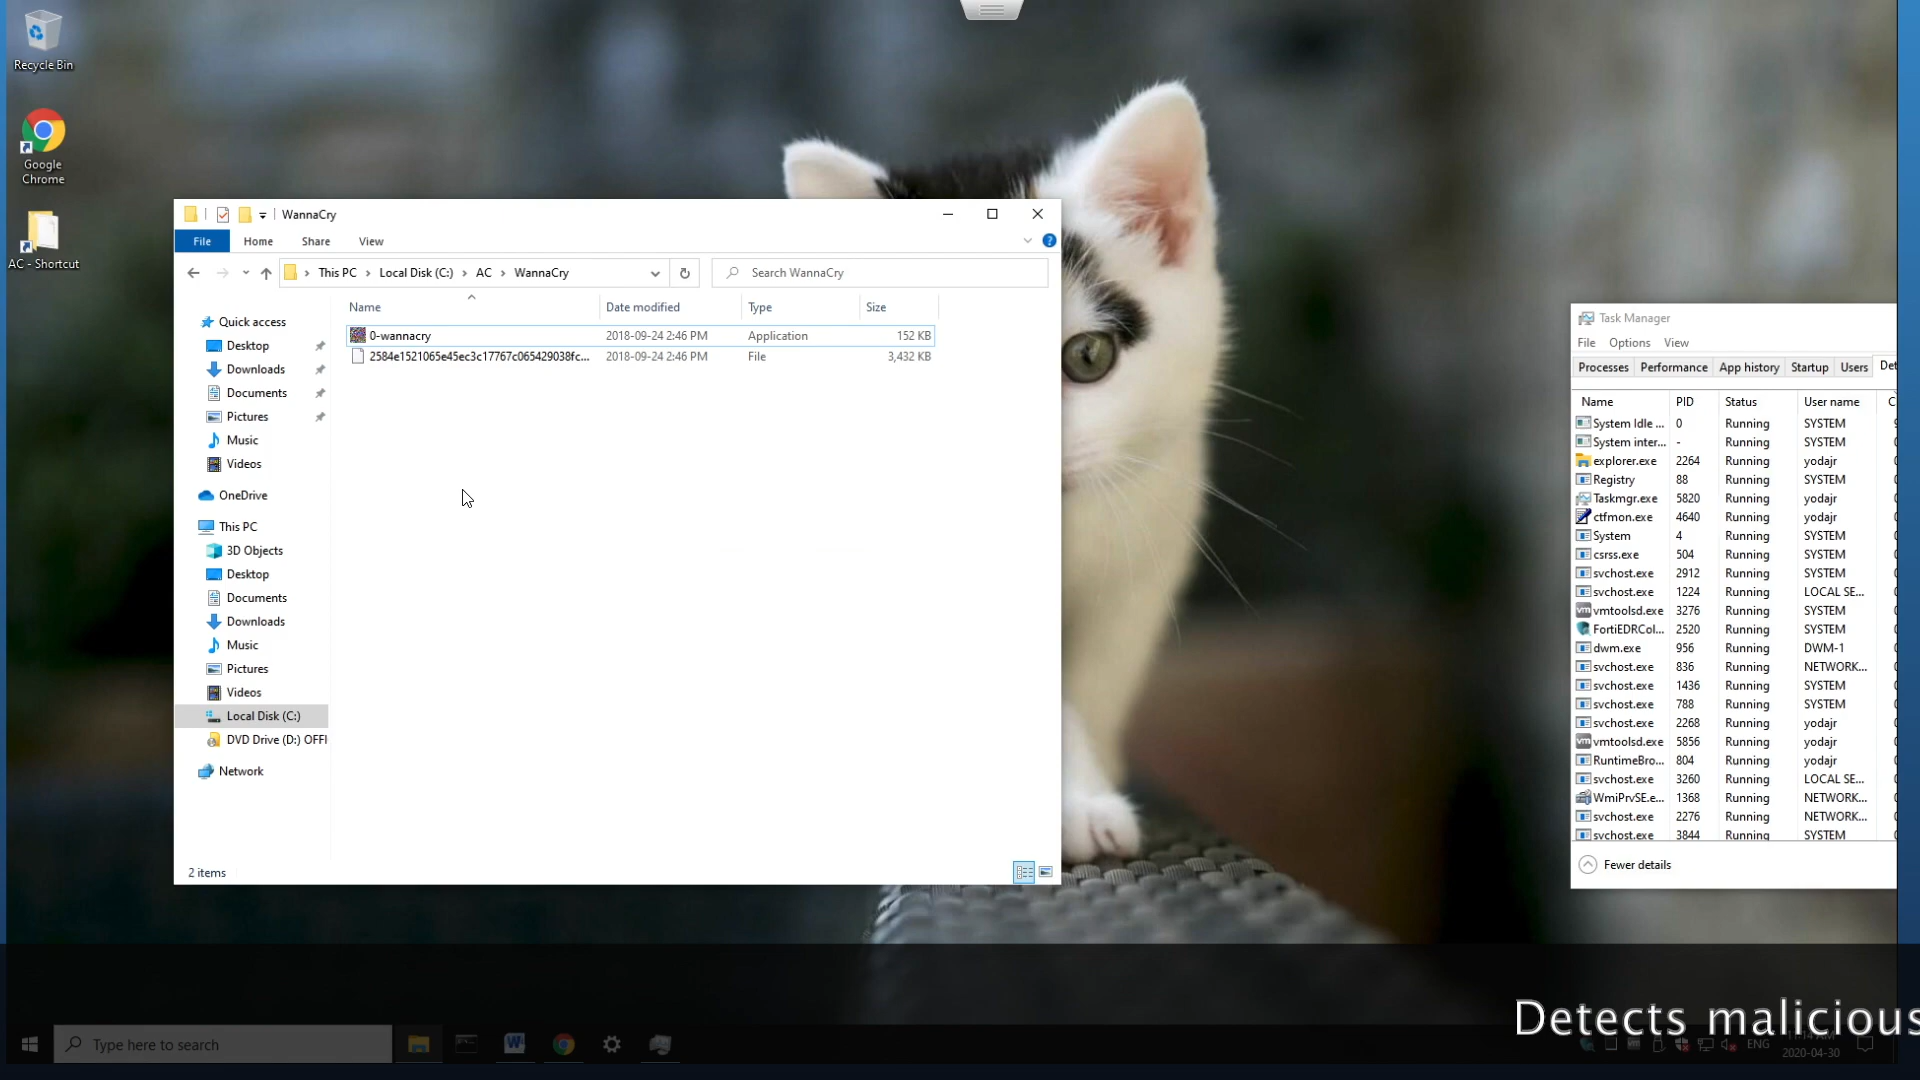 Recycle Bin
Google
Chrome
AC - Shortcut
WannaCry
File Home Share View
This PC Local Disk (C:) AC WannaCry
Search WannaCry
Name Date modified Type Size
0-wannacry 2018-09-24 2:46 PM Application 152 KB
2584e1521065e45ec3c17767c065429038fc... 2018-09-24 2:46 PM File 3,432 KB
Quick access
Desktop
Downloads
Documents
Pictures
Music
Videos
OneDrive
This PC
3D Objects
Desktop
Documents
Downloads
Music
Pictures
Videos
Local Disk (C:)
DVD Drive (D:) OFFI
Network
2 items
Task Manager
File Options View
Processes Performance App history Startup Users Det
Name PID Status User name C
System Idle ... 0 Running SYSTEM
System inter... - Running SYSTEM
explorer.exe 2264 Running yodajr
Registry 88 Running SYSTEM
Taskmgr.exe 5820 Running yodajr
ctfmon.exe 4640 Running yodajr
System 4 Running SYSTEM
csrss.exe 504 Running SYSTEM
svchost.exe 2912 Running SYSTEM
svchost.exe 1224 Running LOCAL SE...
vmtoolsd.exe 3276 Running SYSTEM
FortiEDRCol... 2520 Running SYSTEM
dwm.exe 956 Running DWM-1
svchost.exe 836 Running NETWORK...
svchost.exe 1436 Running SYSTEM
svchost.exe 788 Running SYSTEM
svchost.exe 2268 Running yodajr
vmtoolsd.exe 5856 Running yodajr
RuntimeBro... 804 Running yodajr
svchost.exe 3260 Running LOCAL SE...
WmiPrvSE.e... 1368 Running NETWORK...
svchost.exe 2276 Running NETWORK...
svchost.exe 3844 Running SYSTEM
Fewer details
Detects malicious
Type here to search
ENG
11:14 AM
2020-04-30